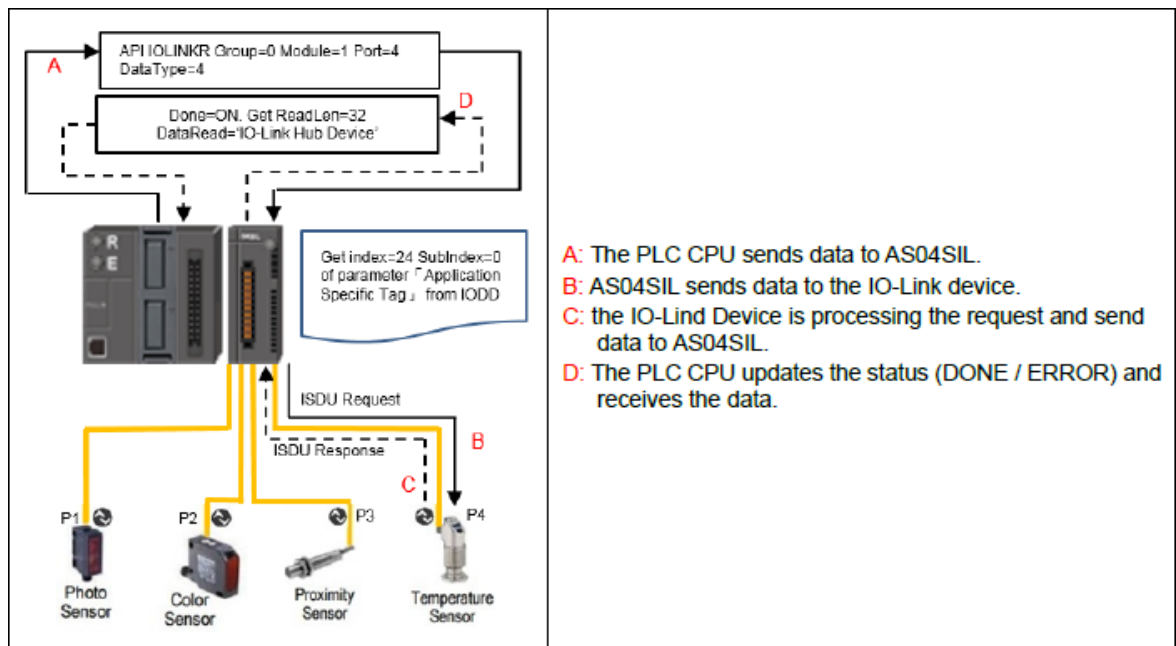 API IOLINKR Group=0 Module=1 Port=4
DataType=4
A
D
Done=ON. Get ReadLen=32
DataRead='IO-Link Hub Device'
R
E
Get index=24 SubIndex=0
of parameter「Application
Specific Tag」 from IODD
ISDU Request
B
ISDU Response
C
P1
P2
P3
P4
Photo
Sensor
Color
Sensor
Proximity
Sensor
Temperature
Sensor
A: The PLC CPU sends data to AS04SIL.
B: AS04SIL sends data to the IO-Link device.
C: the IO-Lind Device is processing the request and send
data to AS04SIL.
D: The PLC CPU updates the status (DONE / ERROR) and
receives the data.